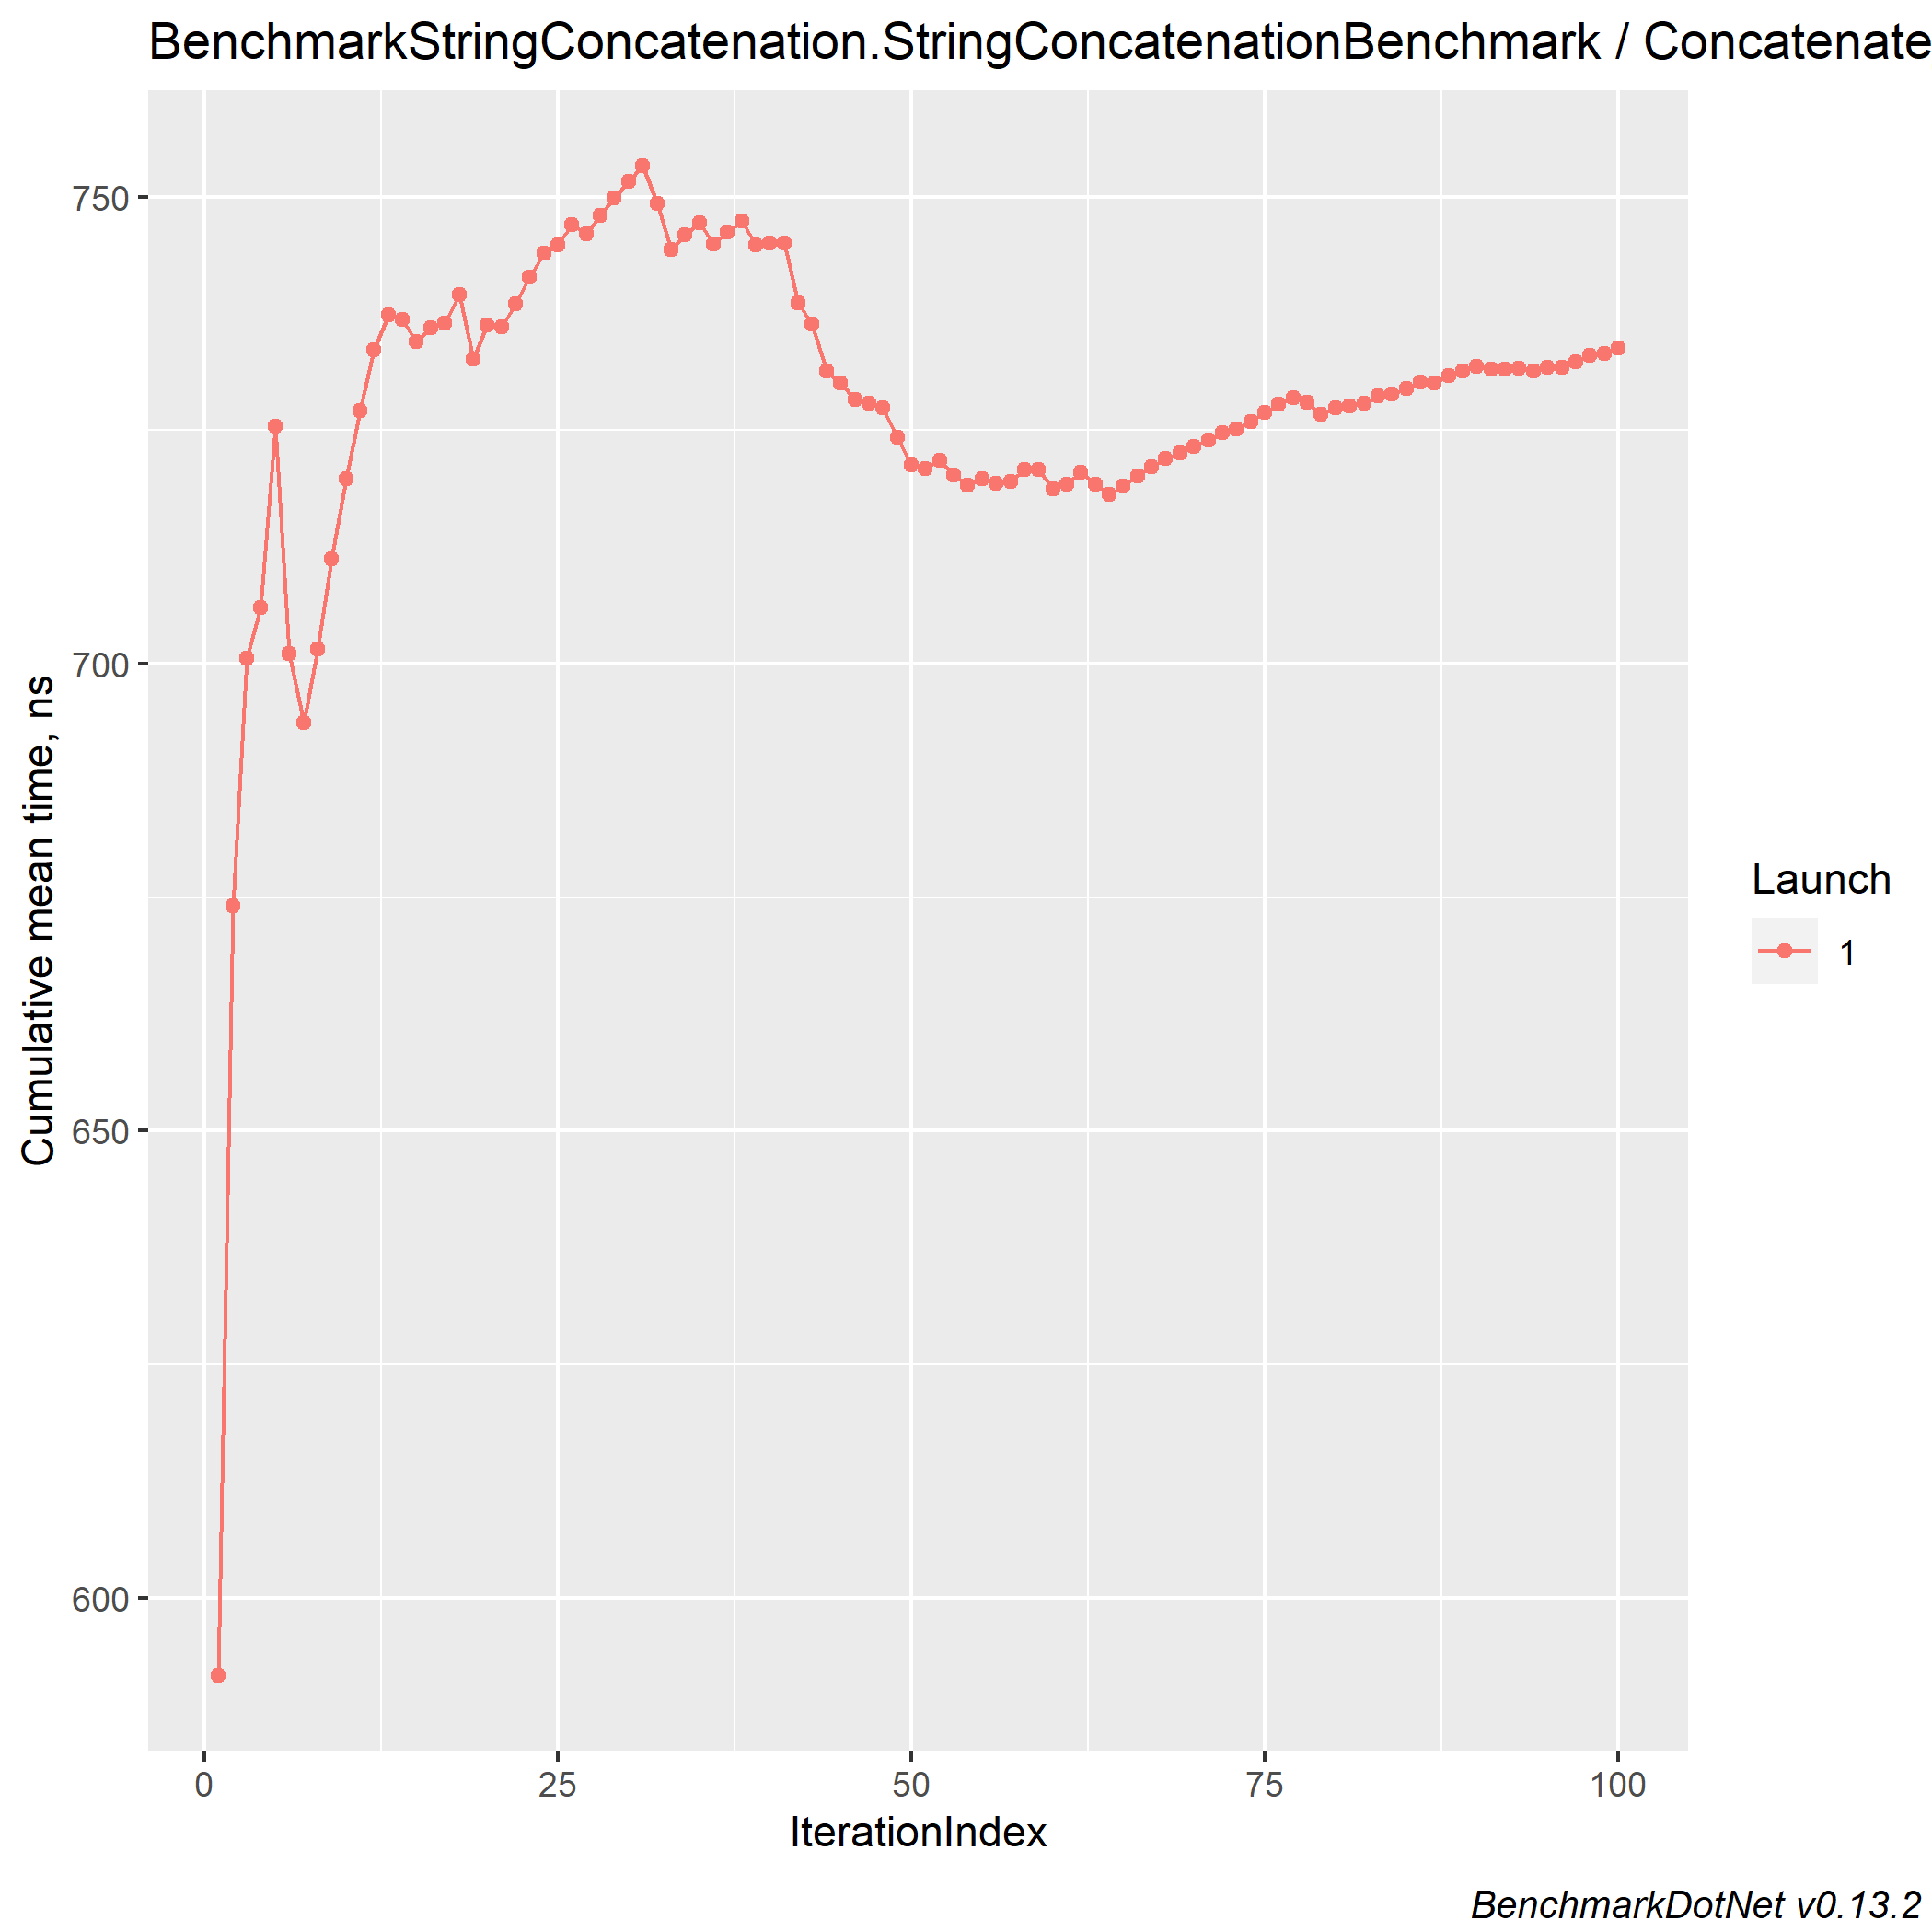 BenchmarkStringConcatenation.StringConcatenationBenchmark / Concatenate
Cumulative mean time, ns
750
700
650
600
0 25 50 75 100
IterationIndex
Launch
1
BenchmarkDotNet v0.13.2